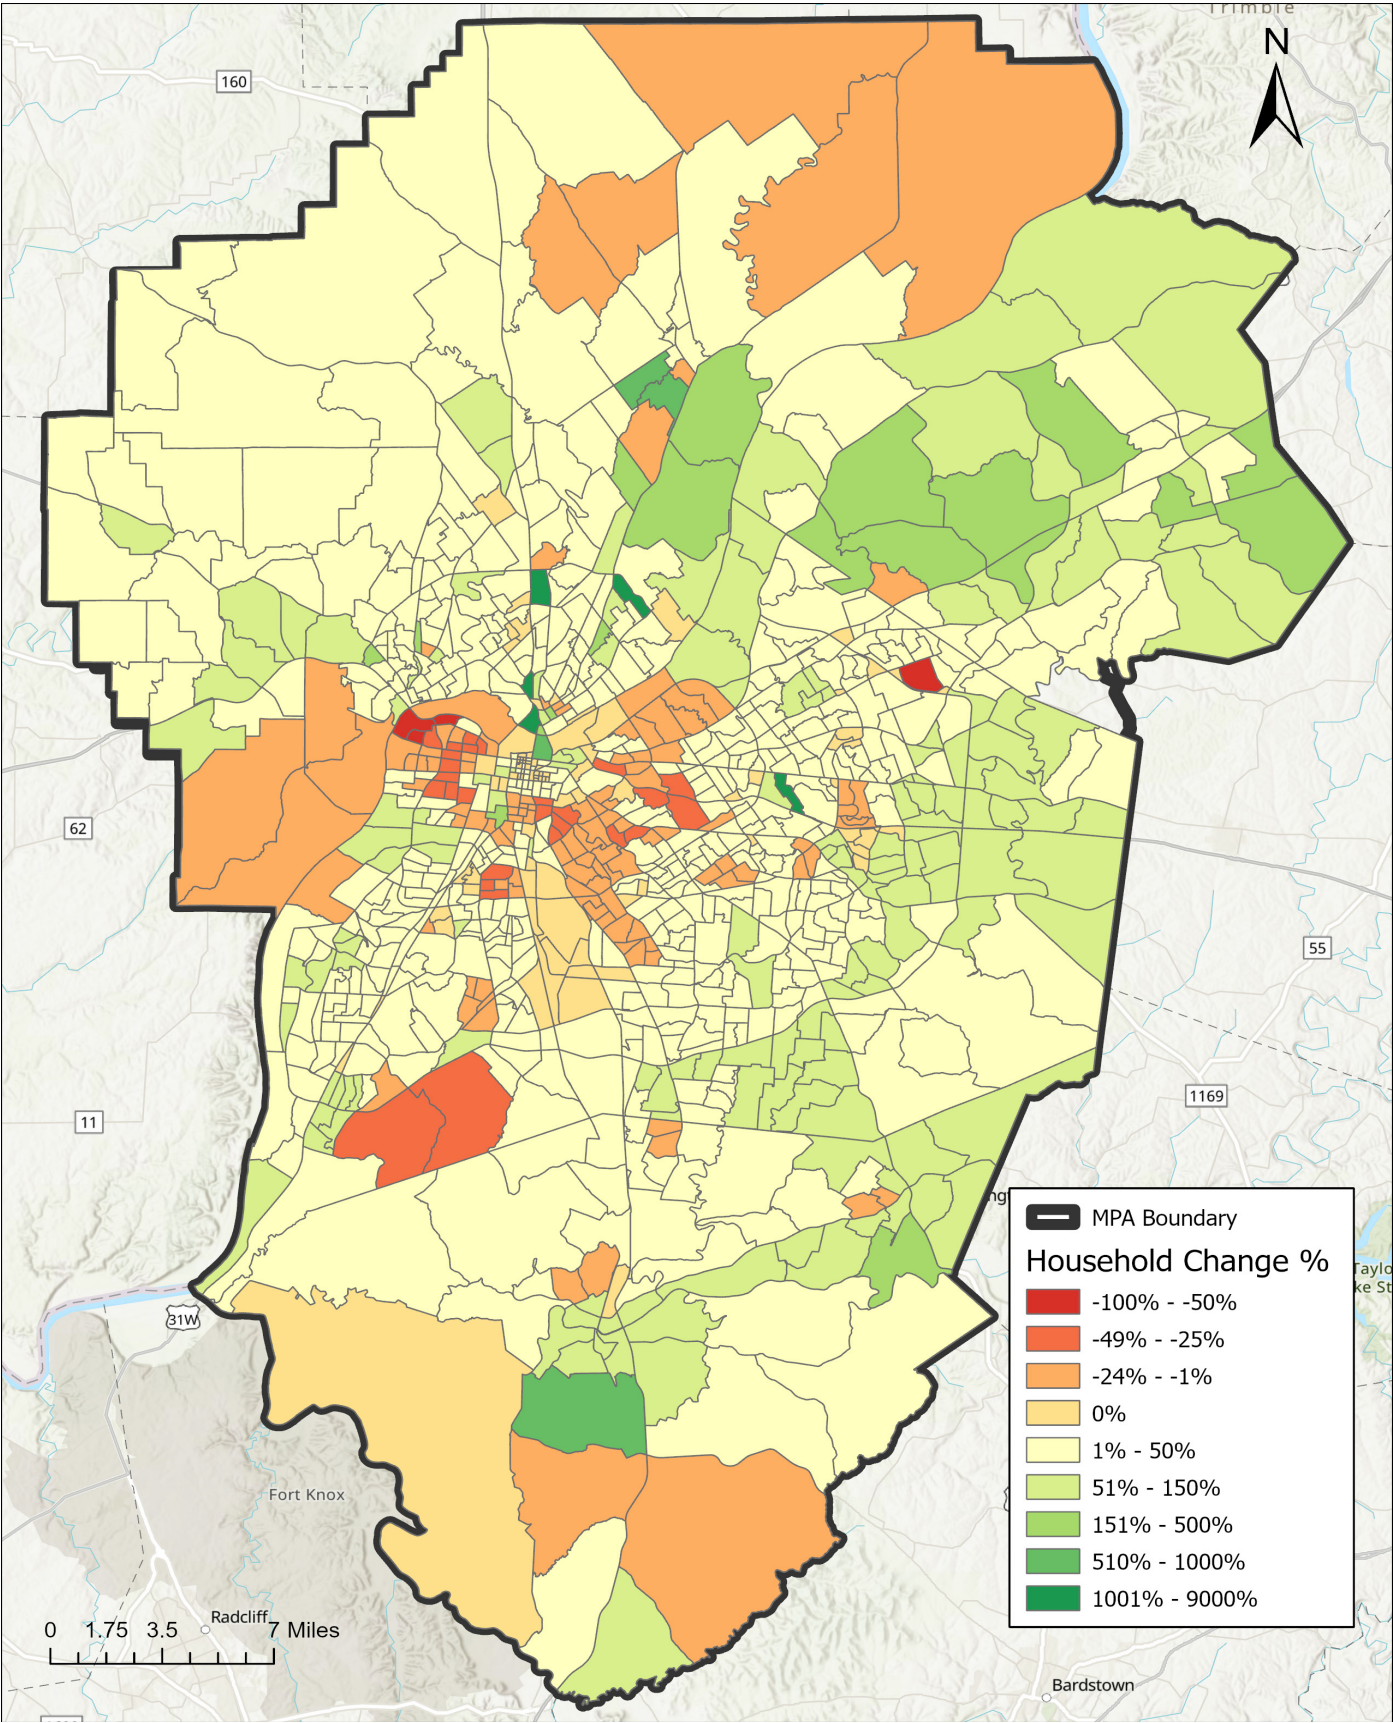 Trimble
N
160
62
55
11
1169
MPA Boundary
Household Change %
-100% - -50%
-49% - -25%
-24% - -1%
0%
1% - 50%
51% - 150%
151% - 500%
510% - 1000%
1001% - 9000%
31W
Fort Knox
Radcliff
0 1.75 3.5 7 Miles
Bardstown